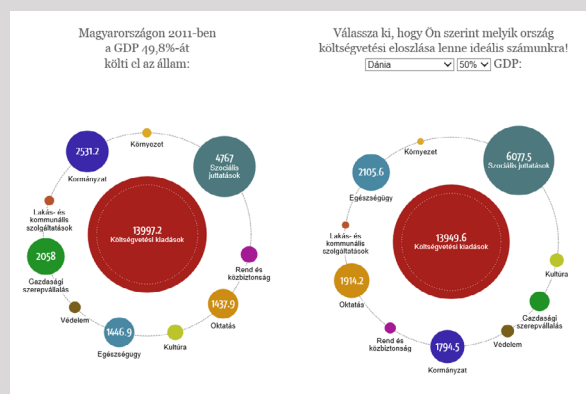 Magyarországon 2011-ben
a GDP 49,8%-át
költi el az állam:
Válassza ki, hogy Ön szerint melyik ország
költségvetési eloszlása lenne ideális számunkra!
Dánia 50% GDP:
Környezet
2531.2
Kormányzat
4767
Szociális
juttatások
Lakás- és
kommunális
szolgáltatások
13997.2
Költségvetési kiadások
2058
Gazdasági
szerepvállalás
Rend és
közbiztonság
Védelem
1437.9
Oktatás
1446.9
Egészségügy
Kultúra
Környezet
6077.5
Szociális juttatások
2105.6
Egészségügy
Lakás- és
kommunális
szolgáltatások
13949.6
Költségvetési kiadások
Kultúra
1914.2
Oktatás
Gazdasági
szerepvállalás
Rend és
közbiztonság
Védelem
1794.5
Kormányzat